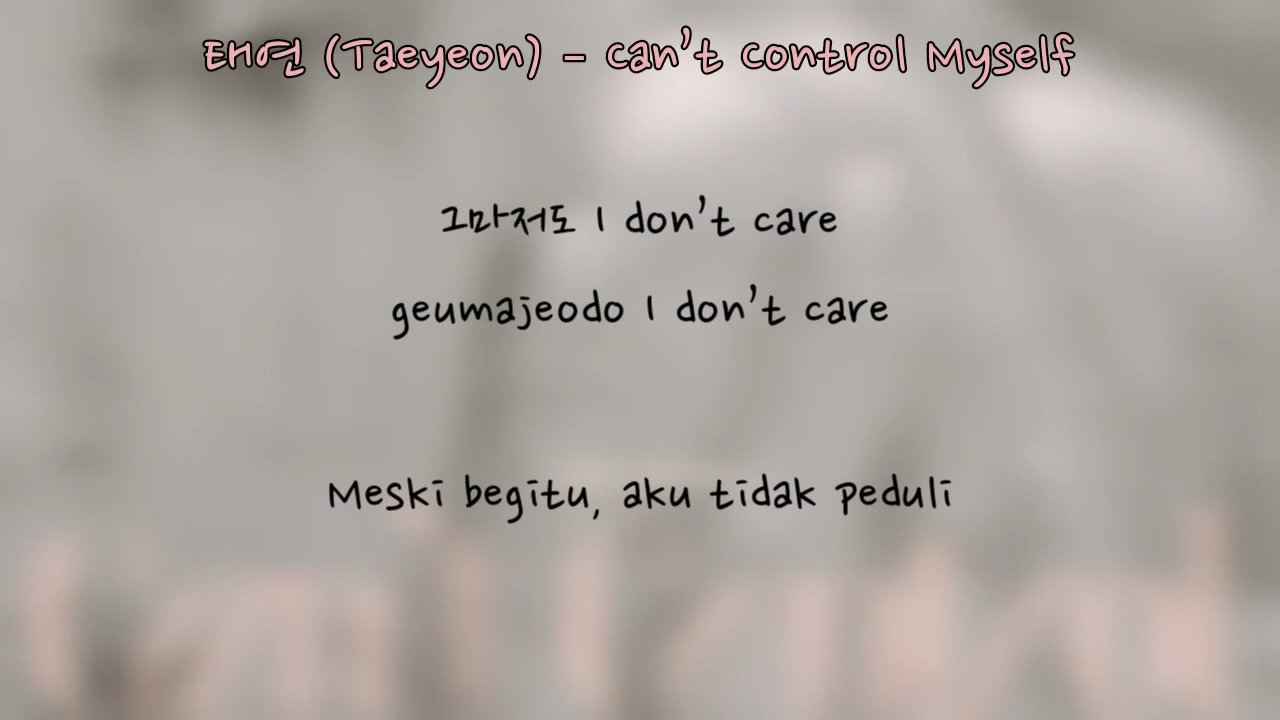 태연 (Taeyeon) - Can't Control Myself
그마저도 I don't care
geumajeodo I don't care
Meski begitu, aku tidak peduli